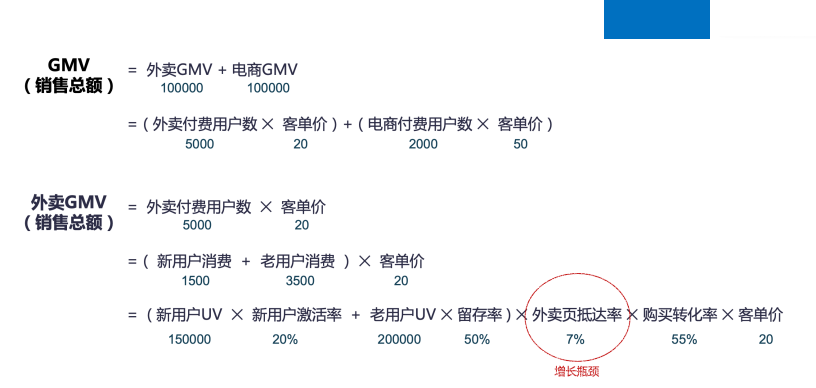 GMV
（销售总额）
= 外卖GMV + 电商GMV
100000 100000
=（外卖付费用户数 × 客单价）+（电商付费用户数 × 客单价）
5000 20 2000 50
外卖GMV
（销售总额）
= 外卖付费用户数 × 客单价
5000 20
=（ 新用户消费 + 老用户消费 ）× 客单价
1500 3500 20
=（新用户UV × 新用户激活率 + 老用户UV × 留存率）× 外卖页抵达率 × 购买转化率 × 客单价
150000 20% 200000 50% 7% 55% 20
增长瓶颈